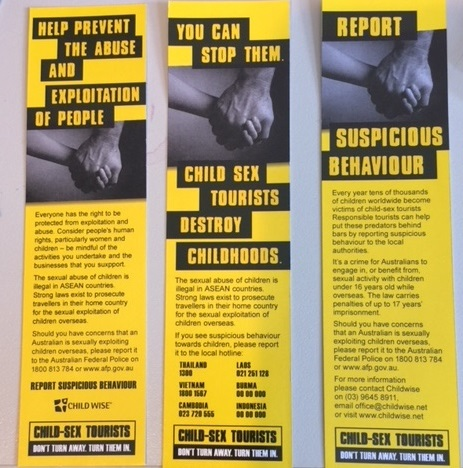 HELP PREVENT
THE ABUSE
AND
EXPLOITATION
OF PEOPLE
Everyone has the right to be
protected from exploitation and
abuse. Consider people's human
rights, particularly women and
children – be mindful of the
activities you undertake and the
businesses that you suxpport.
The sexual abuse of children is
illegal in ASEAN countries.
Strong laws exist to prosecute
travellers in their home country
for the sexual exploitation of
children overseas.
Should you have concerns that an
Australian is sexually exploiting
children overseas, please report it
to the Australian Federal Police on
1800 813 784 or www.afp.gov.au.
REPORT SUSPICIOUS BEHAVIOUR
CHILD WISE
CHILD-SEX TOURISTS
DON'T TURN AWAY. TURN THEM IN.
YOU CAN
STOP THEM.
CHILD SEX
TOURISTS
DESTROY
CHILDHOODS.
The sexual abuse of children is
illegal in ASEAN countries.
Strong laws exist to prosecute
travellers in their home country
for the sexual exploitation of
children overseas.
If you see suspicious behaviour
towards children, please report
it to the local hotline:
THAILAND
1300
LAOS
021 251 128
VIETNAM
1800 1567
BURMA
00 00 000
CAMBODIA
023 720 555
INDONESIA
00 00 000
CHILD-SEX TOURISTS
DON'T TURN AWAY. TURN THEM IN.
REPORT
SUSPICIOUS
BEHAVIOUR
Every year tens of thousands
of children worldwide become
victims of child-sex tourists
Responsible tourists can help
put these predators behind
bars by reporting suspicious
behaviour to the local
authorities.
It's a crime for Australians to
engage in, or benefit from,
sexual activity with children
under 16 years old while
overseas. The law carries
penalties of up to 17 years'
imprisonment.
Should you have concerns
that an Australian is sexually
exploiting children overseas,
please report it to the Australian
Federal Police on 1800 813 784
or www.afp.gov.au
For more information
please contact Childwise
on (03) 9645 8911,
email office@childwise.net
or visit www.childwise.net
CHILD-SEX TOURISTS
DON'T TURN AWAY. TURN THEM IN.